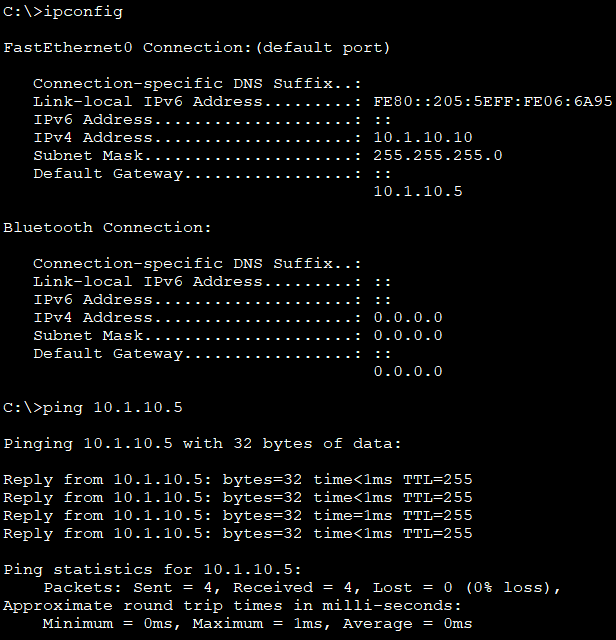 C:\>ipconfig
FastEthernet0 Connection:(default port)
Connection-specific DNS Suffix..:
Link-local IPv6 Address.........: FE80::205:5EFF:FE06:6A95
IPv6 Address....................: ::
IPv4 Address....................: 10.1.10.10
Subnet Mask.....................: 255.255.255.0
Default Gateway.................: ::
10.1.10.5
Bluetooth Connection:
Connection-specific DNS Suffix..:
Link-local IPv6 Address.........: ::
IPv6 Address....................: ::
IPv4 Address....................: 0.0.0.0
Subnet Mask.....................: 0.0.0.0
Default Gateway.................: ::
0.0.0.0
C:\>ping 10.1.10.5
Pinging 10.1.10.5 with 32 bytes of data:
Reply from 10.1.10.5: bytes=32 time<1ms TTL=255
Reply from 10.1.10.5: bytes=32 time<1ms TTL=255
Reply from 10.1.10.5: bytes=32 time=1ms TTL=255
Reply from 10.1.10.5: bytes=32 time<1ms TTL=255
Ping statistics for 10.1.10.5:
Packets: Sent = 4, Received = 4, Lost = 0 (0% loss),
Approximate round trip times in milli-seconds:
Minimum = 0ms, Maximum = 1ms, Average = 0ms